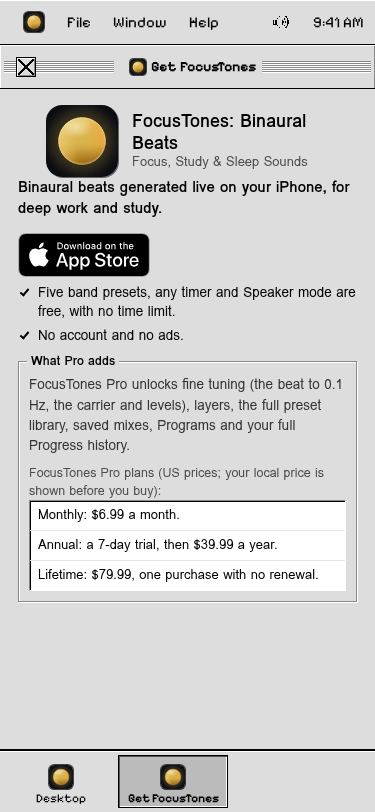 File Window Help 9:41 AM
Get FocusTones
FocusTones: Binaural
Beats
Focus, Study & Sleep Sounds
Binaural beats generated live on your iPhone, for
deep work and study.
Download on the
App Store
Five band presets, any timer and Speaker mode are
free, with no time limit.
No account and no ads.
What Pro adds
FocusTones Pro unlocks fine tuning (the beat to 0.1
Hz, the carrier and levels), layers, the full preset
library, saved mixes, Programs and your full
Progress history.
FocusTones Pro plans (US prices; your local price is
shown before you buy):
Monthly: $6.99 a month.
Annual: a 7-day trial, then $39.99 a year.
Lifetime: $79.99, one purchase with no renewal.
Desktop Get FocusTones